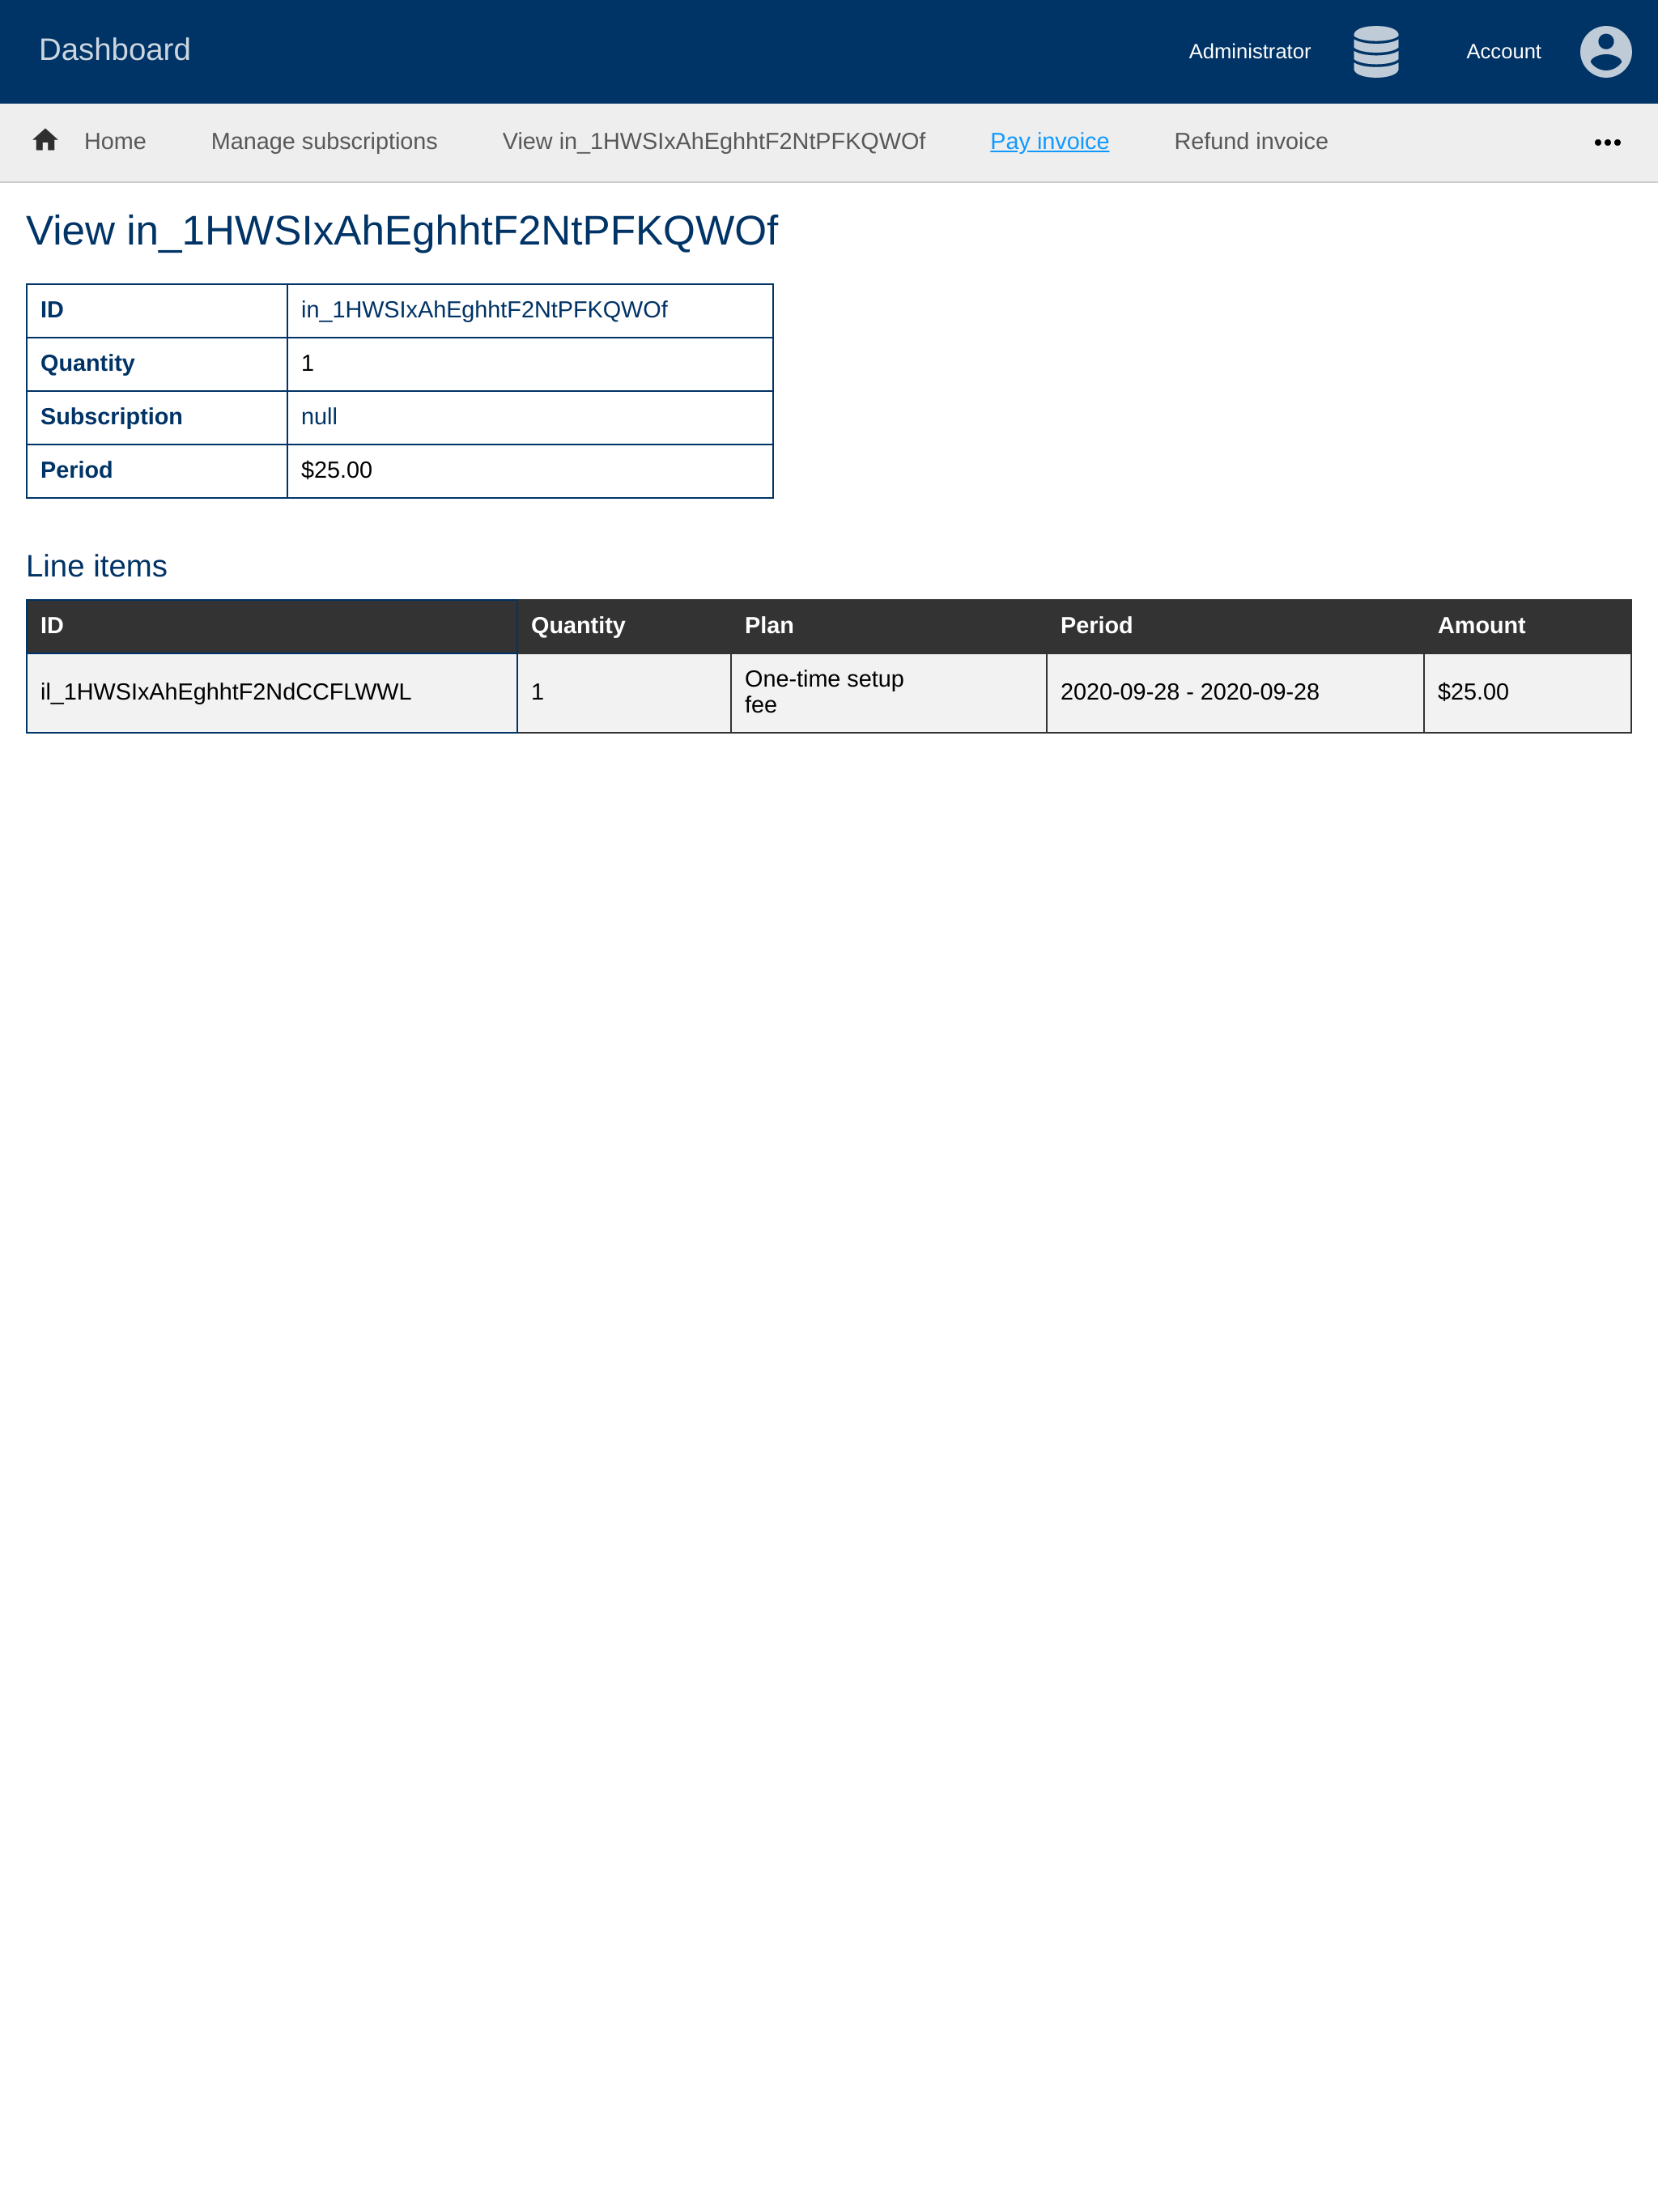 Dashboard
Administrator
Account
Home
Manage subscriptions
View in_1HWSIxAhEghhtF2NtPFKQWOf
Pay invoice
Refund invoice
View in_1HWSIxAhEghhtF2NtPFKQWOf
ID in_1HWSIxAhEghhtF2NtPFKQWOf
Quantity 1
Subscription null
Period $25.00
Line items
ID Quantity Plan Period Amount
il_1HWSIxAhEghhtF2NdCCFLWWL 1 One-time setup fee 2020-09-28 - 2020-09-28 $25.00